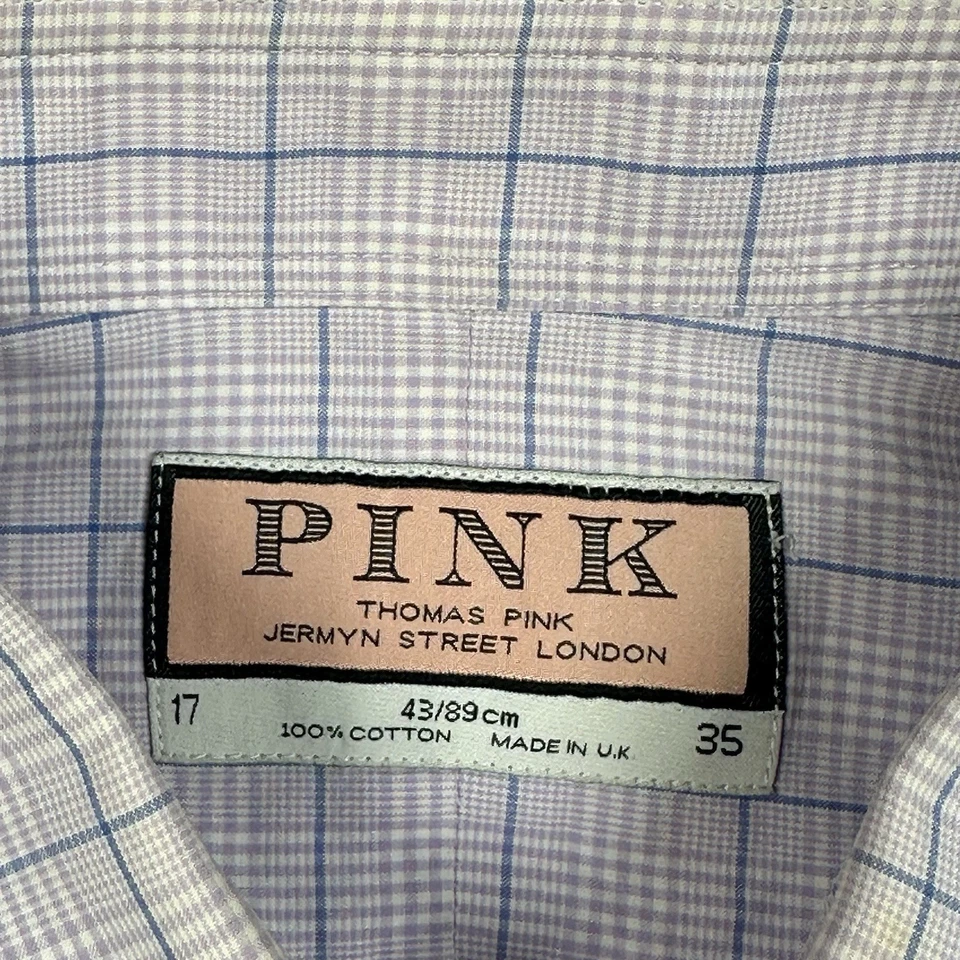 PINK
THOMAS PINK
JERMYN STREET LONDON
17 43/89cm 35
100% COTTON MADE IN U.K